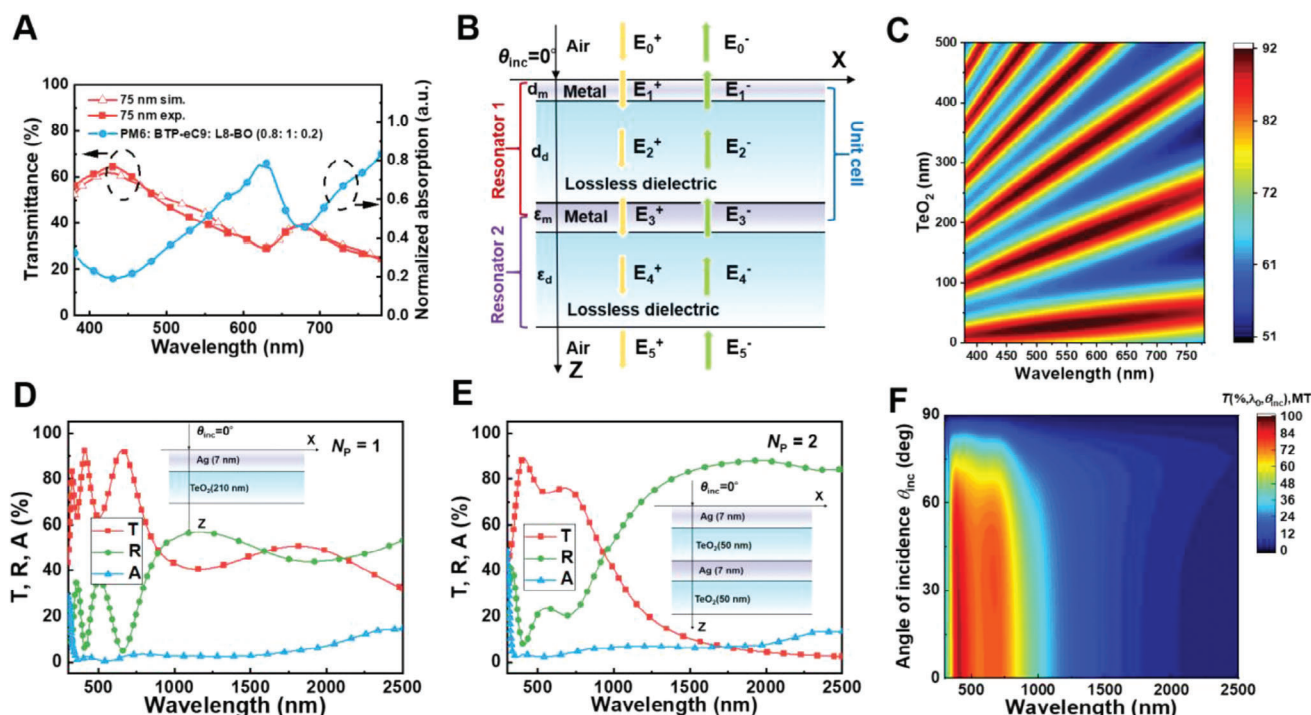 A
100
80
60
40
20
0
Transmittance (%)
75 nm sim.
75 nm exp.
PM6: BTP-eC9: L8-BO (0.8: 1: 0.2)
1.0
0.8
0.6
0.4
0.2
0.0
Normalized absorption (a.u.)
400 500 600 700
Wavelength (nm)
B
θinc=0°
Air
E0+
E0-
X
dm
Metal
E1+
E1-
dd
E2+
E2-
Lossless dielectric
εm
Metal
E3+
E3-
εd
E4+
E4-
Lossless dielectric
Air
Z
E5+
E5-
Resonator 1
Resonator 2
Unit cell
C
500
400
300
200
100
0
TeO2 (nm)
400 450 500 550 600 650 700 750
Wavelength (nm)
92
82
72
61
51
D
100
80
60
40
20
0
T, R, A (%)
θinc=0°
X
NP = 1
Ag (7 nm)
TeO2(210 nm)
Z
T
R
A
500 1000 1500 2000 2500
Wavelength (nm)
E
100
80
60
40
20
0
T, R, A (%)
NP = 2
θinc=0°
X
Ag (7 nm)
TeO2(50 nm)
Ag (7 nm)
TeO2(50 nm)
Z
T
R
A
500 1000 1500 2000 2500
Wavelength (nm)
F
T(%,λ0,θinc),MT
90
60
30
0
Angle of incidence θinc (deg)
500 1000 1500 2000 2500
Wavelength (nm)
100
94
84
72
60
48
36
24
12
0